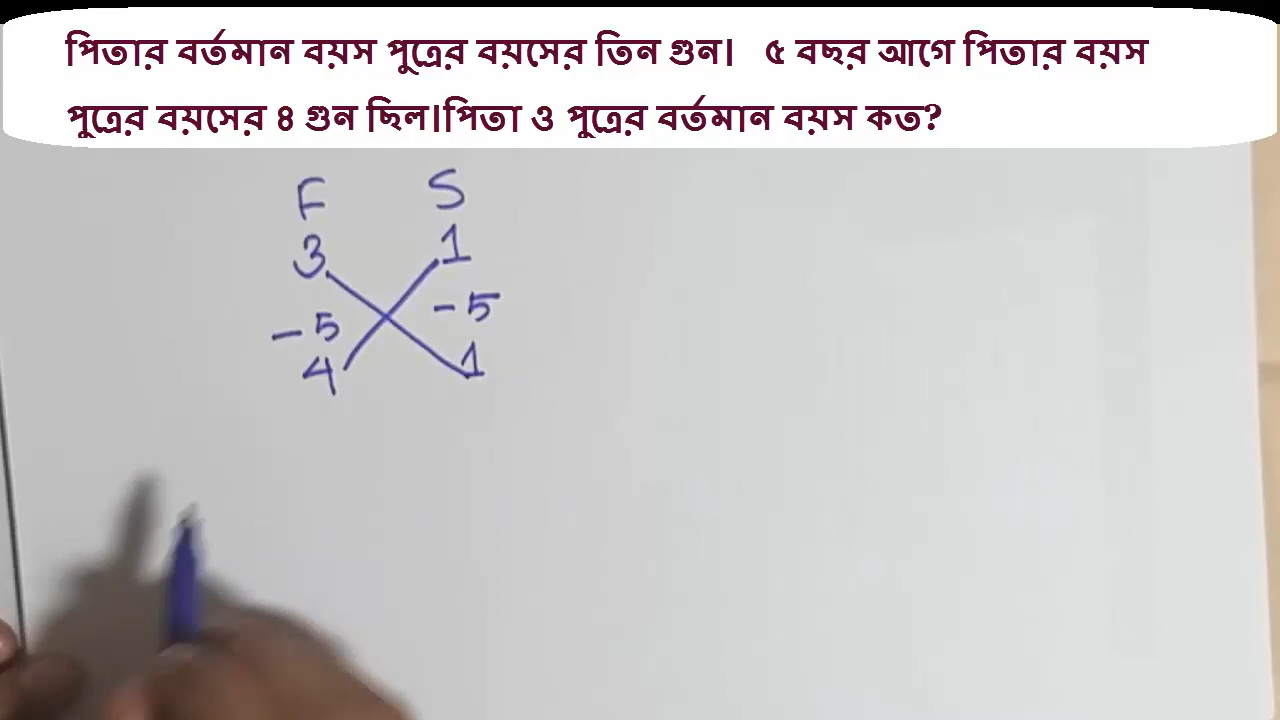 পিতার বর্তমান বয়স পুত্রের বয়সের তিন গুন। ৫ বছর আগে পিতার বয়স
পুত্রের বয়সের ৪ গুন ছিল।পিতা ও পুত্রের বর্তমান বয়স কত?
F S
3 1
- 5 - 5
4 1